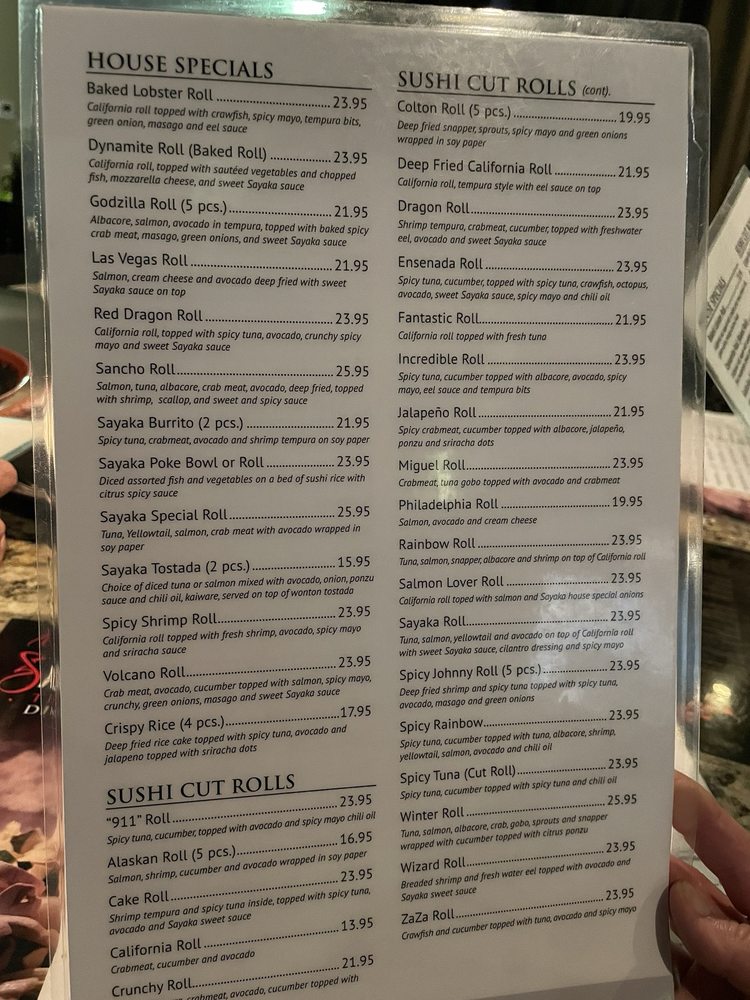 HOUSE SPECIALS
Baked Lobster Roll ........ 23.95
California roll topped with crawfish, spicy mayo, tempura bits,
green onion, masago and eel sauce
Dynamite Roll (Baked Roll) ........ 23.95
California roll, topped with sautéed vegetables and chopped
fish, mozzarella cheese, and sweet Sayaka sauce
Godzilla Roll (5 pcs.) ........ 21.95
Albacore, salmon, avocado in tempura, topped with baked spicy
crab meat, masago, green onions, and sweet Sayaka sauce
Las Vegas Roll ........ 21.95
Salmon, cream cheese and avocado deep fried with sweet
Sayaka sauce on top
Red Dragon Roll ........ 23.95
California roll, topped with spicy tuna, avocado, crunchy spicy
mayo and sweet Sayaka sauce
Sancho Roll ........ 25.95
Salmon, tuna, albacore, crab meat, avocado, deep fried, topped
with shrimp, scallop, and sweet and spicy sauce
Sayaka Burrito (2 pcs.) ........ 21.95
Spicy tuna, crabmeat, avocado and shrimp tempura on soy paper
Sayaka Poke Bowl or Roll ........ 23.95
Diced assorted fish and vegetables on a bed of sushi rice with
citrus spicy sauce
Sayaka Special Roll ........ 25.95
Tuna, Yellowtail, salmon, crab meat with avocado wrapped in
soy paper
Sayaka Tostada (2 pcs.) ........ 15.95
Choice of diced tuna or salmon mixed with avocado, onion, ponzu
sauce and chili oil, kaiware, served on top of wonton tostada
Spicy Shrimp Roll ........ 23.95
California roll topped with fresh shrimp, avocado, spicy mayo
and sriracha sauce
Volcano Roll ........ 23.95
Crab meat, avocado, cucumber topped with salmon, spicy mayo,
crunchy, green onions, masago and sweet Sayaka sauce
Crispy Rice (4 pcs.) ........ 17.95
Deep fried rice cake topped with spicy tuna, avocado and
jalapeno topped with sriracha dots
SUSHI CUT ROLLS
"911" Roll ........ 23.95
Spicy tuna, cucumber, topped with avocado and spicy mayo chili oil
Alaskan Roll (5 pcs.) ........ 16.95
Salmon, shrimp, cucumber and avocado wrapped in soy paper
Cake Roll ........ 23.95
Shrimp tempura and spicy tuna inside, topped with spicy tuna,
avocado and Sayaka sweet sauce
California Roll ........ 13.95
Crabmeat, cucumber and avocado
Crunchy Roll ........ 21.95
crabmeat, avocado, cucumber topped with
SUSHI CUT ROLLS (cont).
Colton Roll (5 pcs.) ........ 19.95
Deep fried snapper, sprouts, spicy mayo and green onions
wrapped in soy paper
Deep Fried California Roll ........ 21.95
California roll, tempura style with eel sauce on top
Dragon Roll ........ 23.95
Shrimp tempura, crabmeat, cucumber, topped with freshwater
eel, avocado and sweet Sayaka sauce
Ensenada Roll ........ 23.95
Spicy tuna, cucumber, topped with spicy tuna, crawfish, octopus,
avocado, sweet Sayaka sauce, spicy mayo and chili oil
Fantastic Roll ........ 21.95
California roll topped with fresh tuna
Incredible Roll ........ 23.95
Spicy tuna, cucumber topped with albacore, avocado, spicy
mayo, eel sauce and tempura bits
Jalapeño Roll ........ 21.95
Spicy crabmeat, cucumber topped with albacore, jalapeño,
ponzu and sriracha dots
Miguel Roll ........ 23.95
Crabmeat, tuna gobo topped with avocado and crabmeat
Philadelphia Roll ........ 19.95
Salmon, avocado and cream cheese
Rainbow Roll ........ 23.95
Tuna, salmon, snapper, albacore and shrimp on top of California roll
Salmon Lover Roll ........ 23.95
California roll toped with salmon and Sayaka house special onions
Sayaka Roll ........ 23.95
Tuna, salmon, yellowtail and avocado on top of California roll
with sweet Sayaka sauce, cilantro dressing and spicy mayo
Spicy Johnny Roll (5 pcs.) ........ 23.95
Deep fried shrimp and spicy tuna topped with spicy tuna,
avocado, masago and green onions
Spicy Rainbow ........ 23.95
Spicy tuna, cucumber topped with tuna, albacore, shrimp,
yellowtail, salmon, avocado and chili oil
Spicy Tuna (Cut Roll) ........ 23.95
Spicy tuna, cucumber topped with spicy tuna and chili oil
Winter Roll ........ 25.95
Tuna, salmon, albacore, crab, gobo, sprouts and snapper
wrapped with cucumber topped with citrus ponzu
Wizard Roll ........ 23.95
Breaded shrimp and fresh water eel topped with avocado and
Sayaka sweet sauce
ZaZa Roll ........ 23.95
Crawfish and cucumber topped with tuna, avocado and spicy mayo